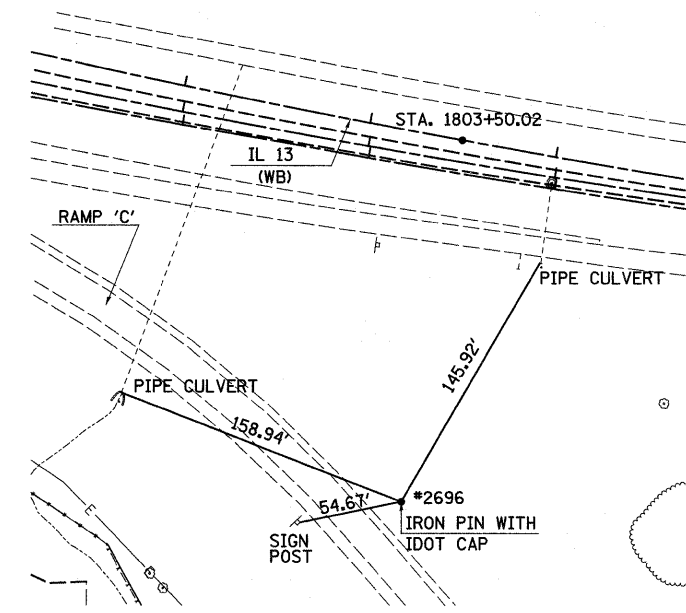 STA. 1803+50.02
IL 13
(WB)
RAMP 'C'
PIPE CULVERT
145.92'
PIPE CULVERT
158.94'
54.67'
#2696
IRON PIN WITH
IDOT CAP
SIGN
POST
E